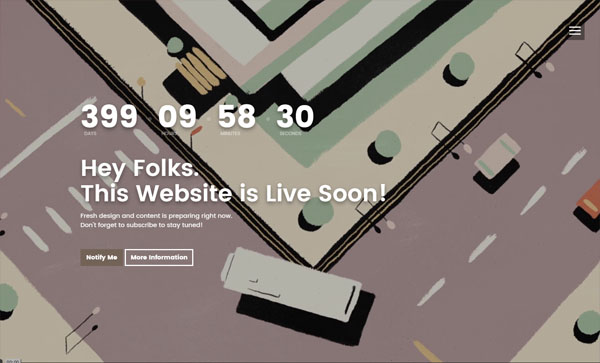 399 09 58 30
DAYS HOURS MINUTES SECONDS
Hey Folks.
This Website is Live Soon!
Fresh design and content is preparing right now.
Don't forget to subscribe to stay tuned!
Notify Me More Information